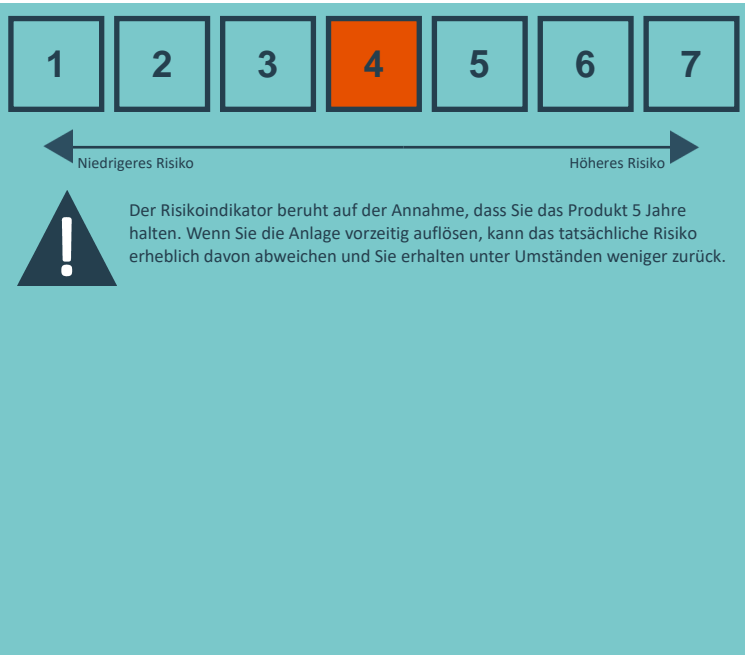 1 2 3 4 5 6 7
Niedrigeres Risiko Höheres Risiko
!
Der Risikoindikator beruht auf der Annahme, dass Sie das Produkt 5 Jahre
halten. Wenn Sie die Anlage vorzeitig auflösen, kann das tatsächliche Risiko
erheblich davon abweichen und Sie erhalten unter Umständen weniger zurück.